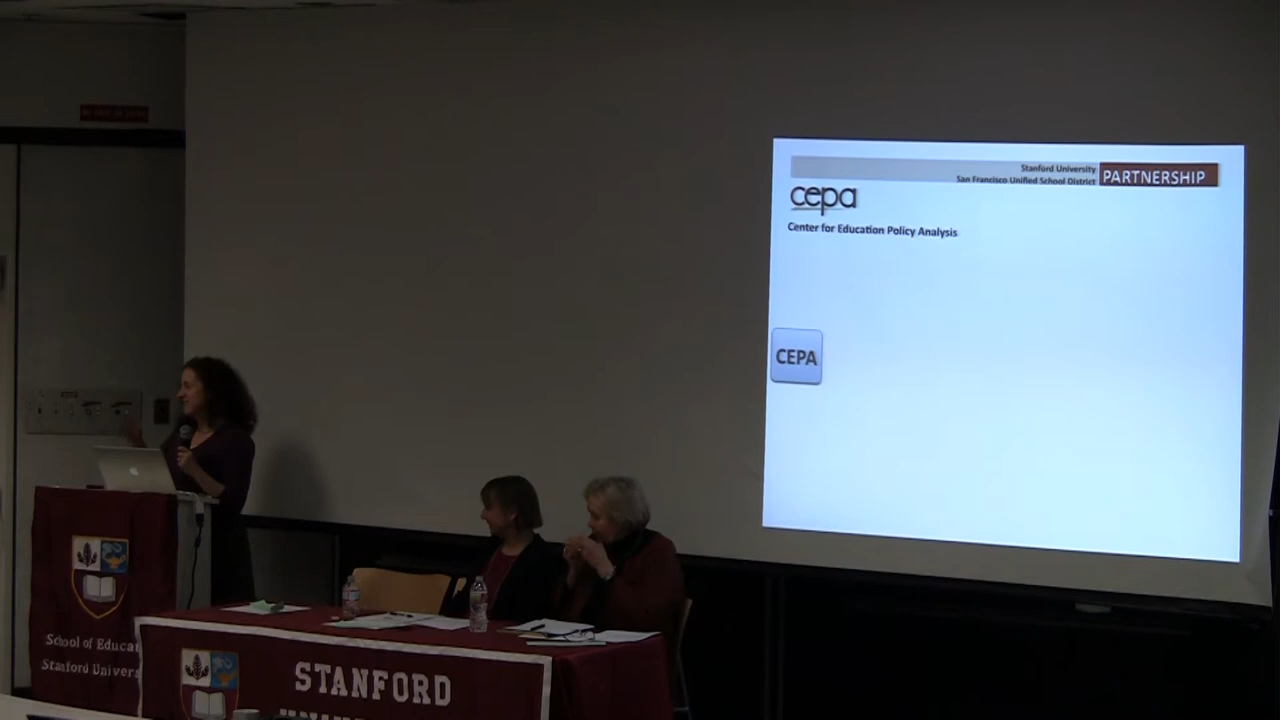 Stanford University
San Francisco Unified School District
PARTNERSHIP
cepa
Center for Education Policy Analysis
CEPA
School of Educat
Stanford Univers
STANFORD